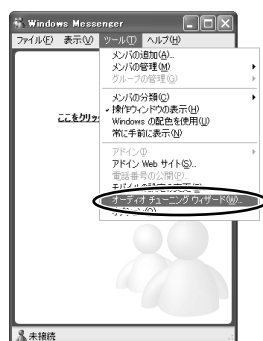 Windows Messenger
ファイル(F) 表示(V) ツール(T) ヘルプ(H)
メンバの追加(A)...
メンバの管理(M)
グループの管理(G)
メンバの分類(C)
操作ウィンドウの表示(H)
Windows の配色を使用(U)
常に手前に表示(N)
アドイン(I)
アドイン Web サイト(S)...
電話番号の公開(P)...
オーディオ チューニング ウィザード(W)...
ここをクリッ
未接続